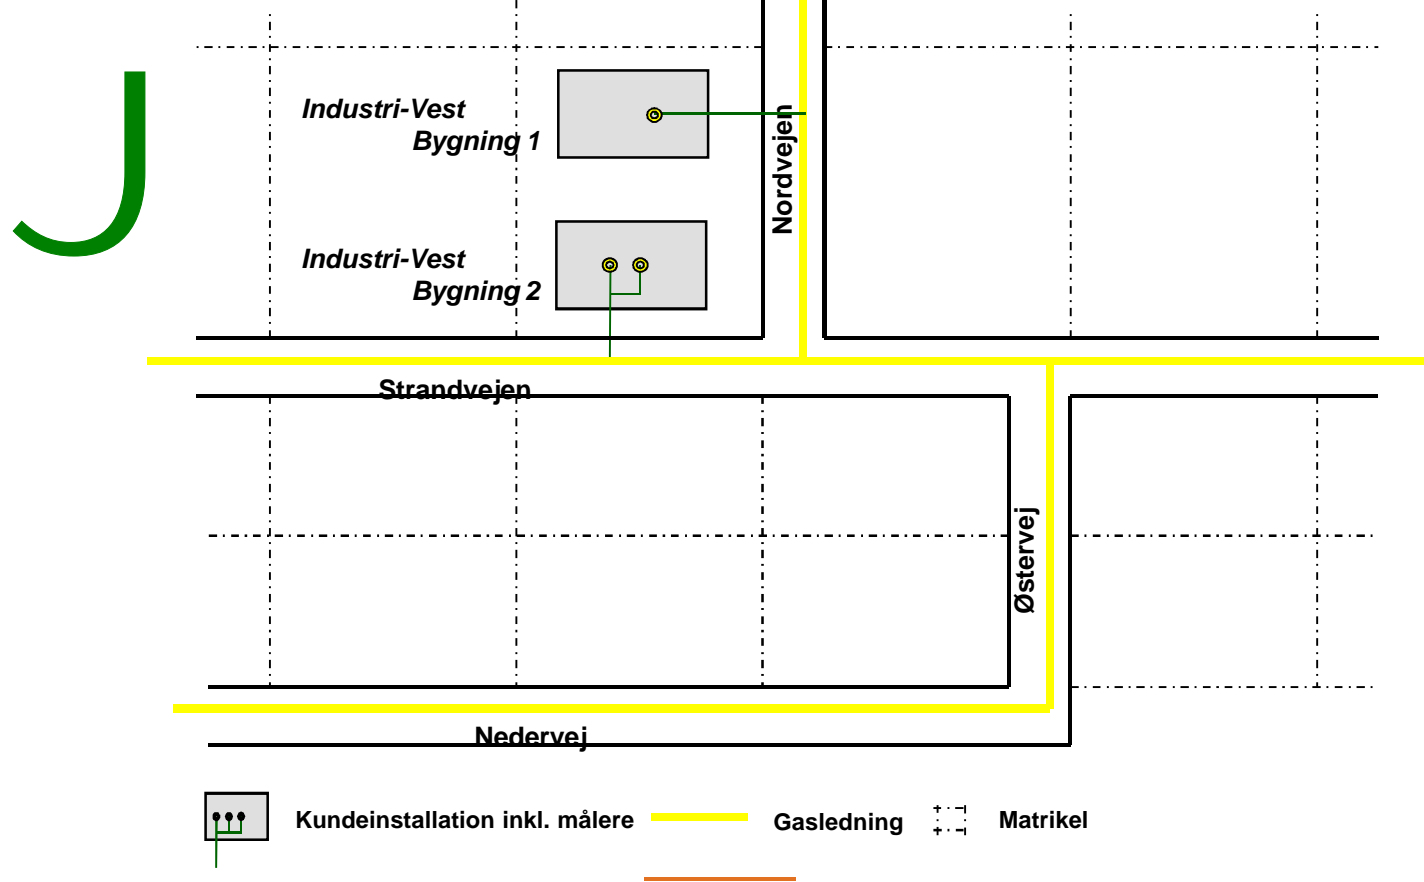 J
Industri-Vest
Bygning 1
Nordvejen
Industri-Vest
Bygning 2
Strandvejen
Østervej
Nedervej
Kundeinstallation inkl. målere
Gasledning
Matrikel